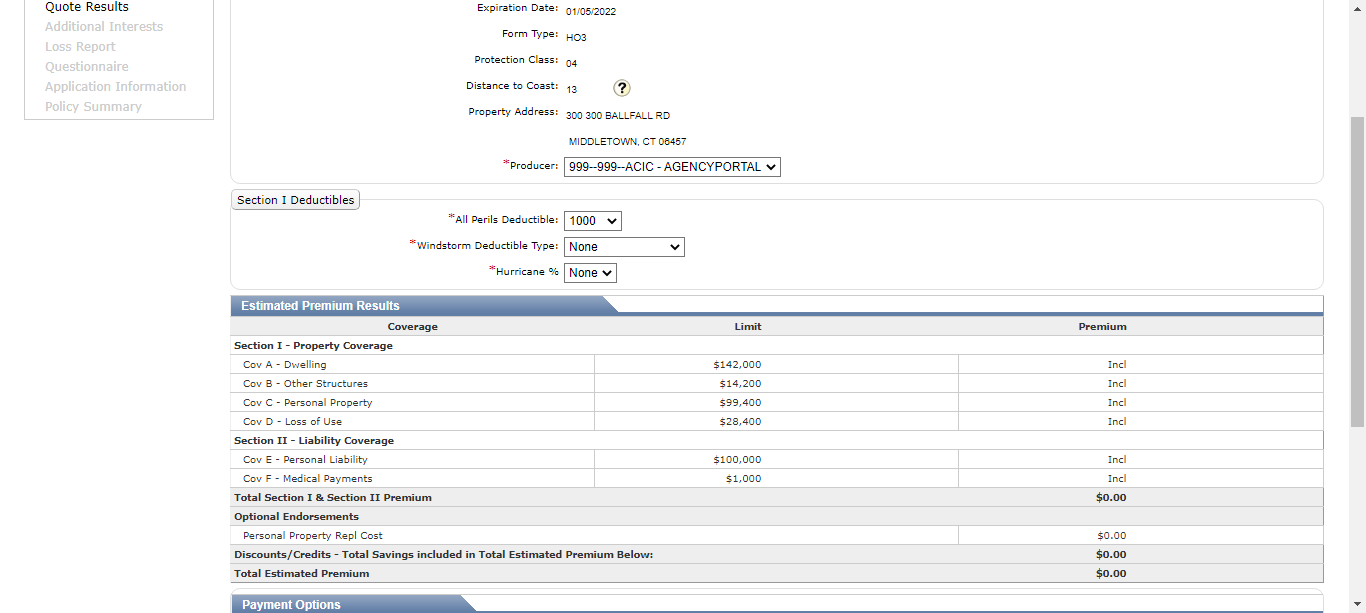 Quote Results
Additional Interests
Loss Report
Questionnaire
Application Information
Policy Summary
Expiration Date: 01/05/2022
Form Type: HO3
Protection Class: 04
Distance to Coast: 13 ?
Property Address: 300 300 BALLFALL RD
MIDDLETOWN, CT 06457
*Producer: 999--999--ACIC - AGENCYPORTAL
Section I Deductibles
*All Perils Deductible: 1000
*Windstorm Deductible Type: None
*Hurricane % None
Estimated Premium Results
Coverage Limit Premium
Section I - Property Coverage
Cov A - Dwelling $142,000 Incl
Cov B - Other Structures $14,200 Incl
Cov C - Personal Property $99,400 Incl
Cov D - Loss of Use $28,400 Incl
Section II - Liability Coverage
Cov E - Personal Liability $100,000 Incl
Cov F - Medical Payments $1,000 Incl
Total Section I & Section II Premium $0.00
Optional Endorsements
Personal Property Repl Cost $0.00
Discounts/Credits - Total Savings included in Total Estimated Premium Below: $0.00
Total Estimated Premium $0.00
Payment Options